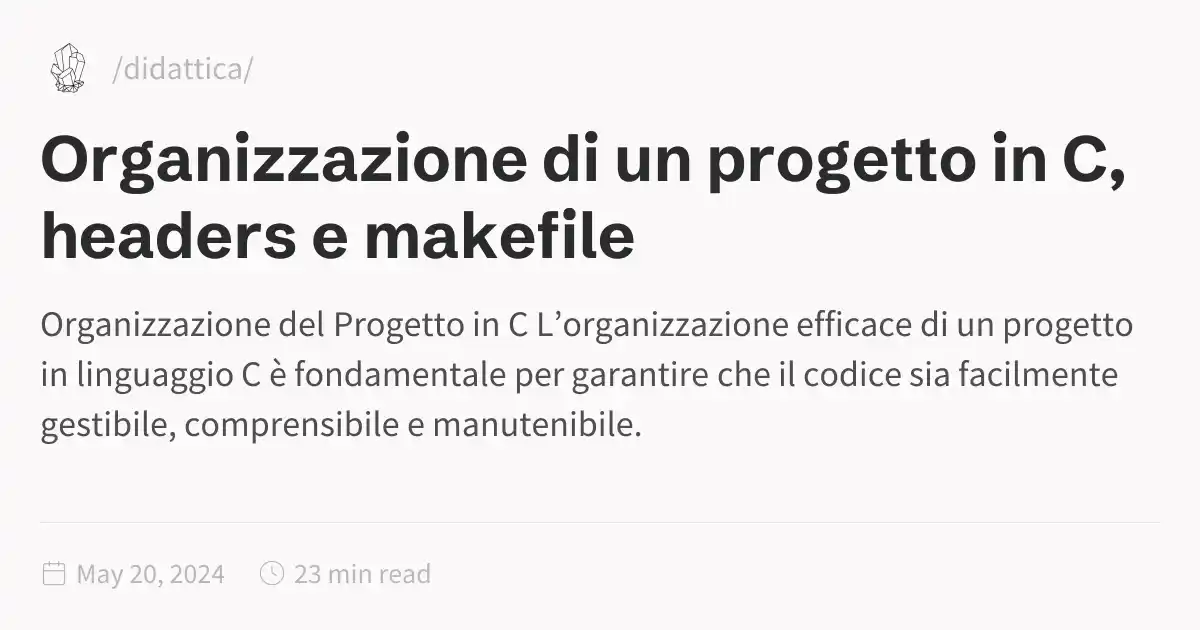 /didattica/
Organizzazione di un progetto in C,
headers e makefile
Organizzazione del Progetto in C L’organizzazione efficace di un progetto
in linguaggio C è fondamentale per garantire che il codice sia facilmente
gestibile, comprensibile e manutenibile.
May 20, 2024 23 min read